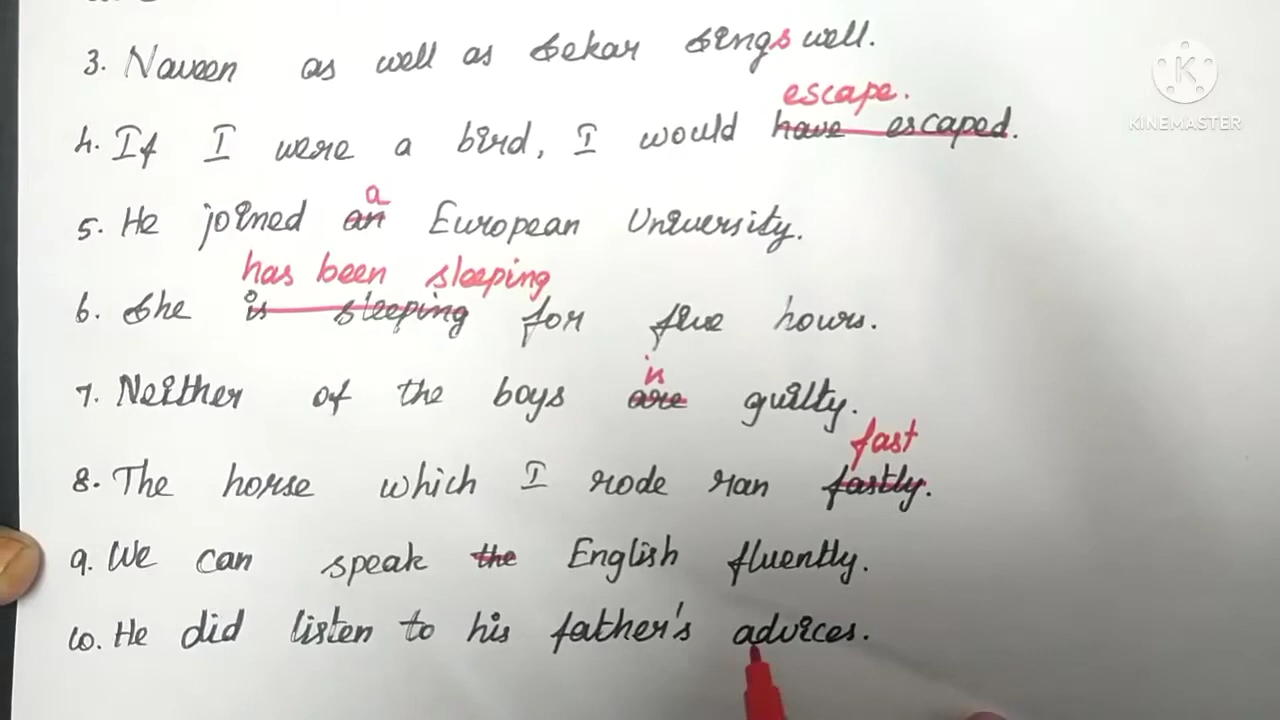 3. Naveen as well as Sekar sings well.
escape.
4. If I were a bird, I would have escaped.
a
5. He joined an European University.
has been sleeping
6. She is sleeping for five hours.
is
7. Neither of the boys are guilty.
fast
8. The horse which I rode ran fastly.
9. We can speak the English fluently.
10. He did listen to his father's advices.
K
KINEMASTER